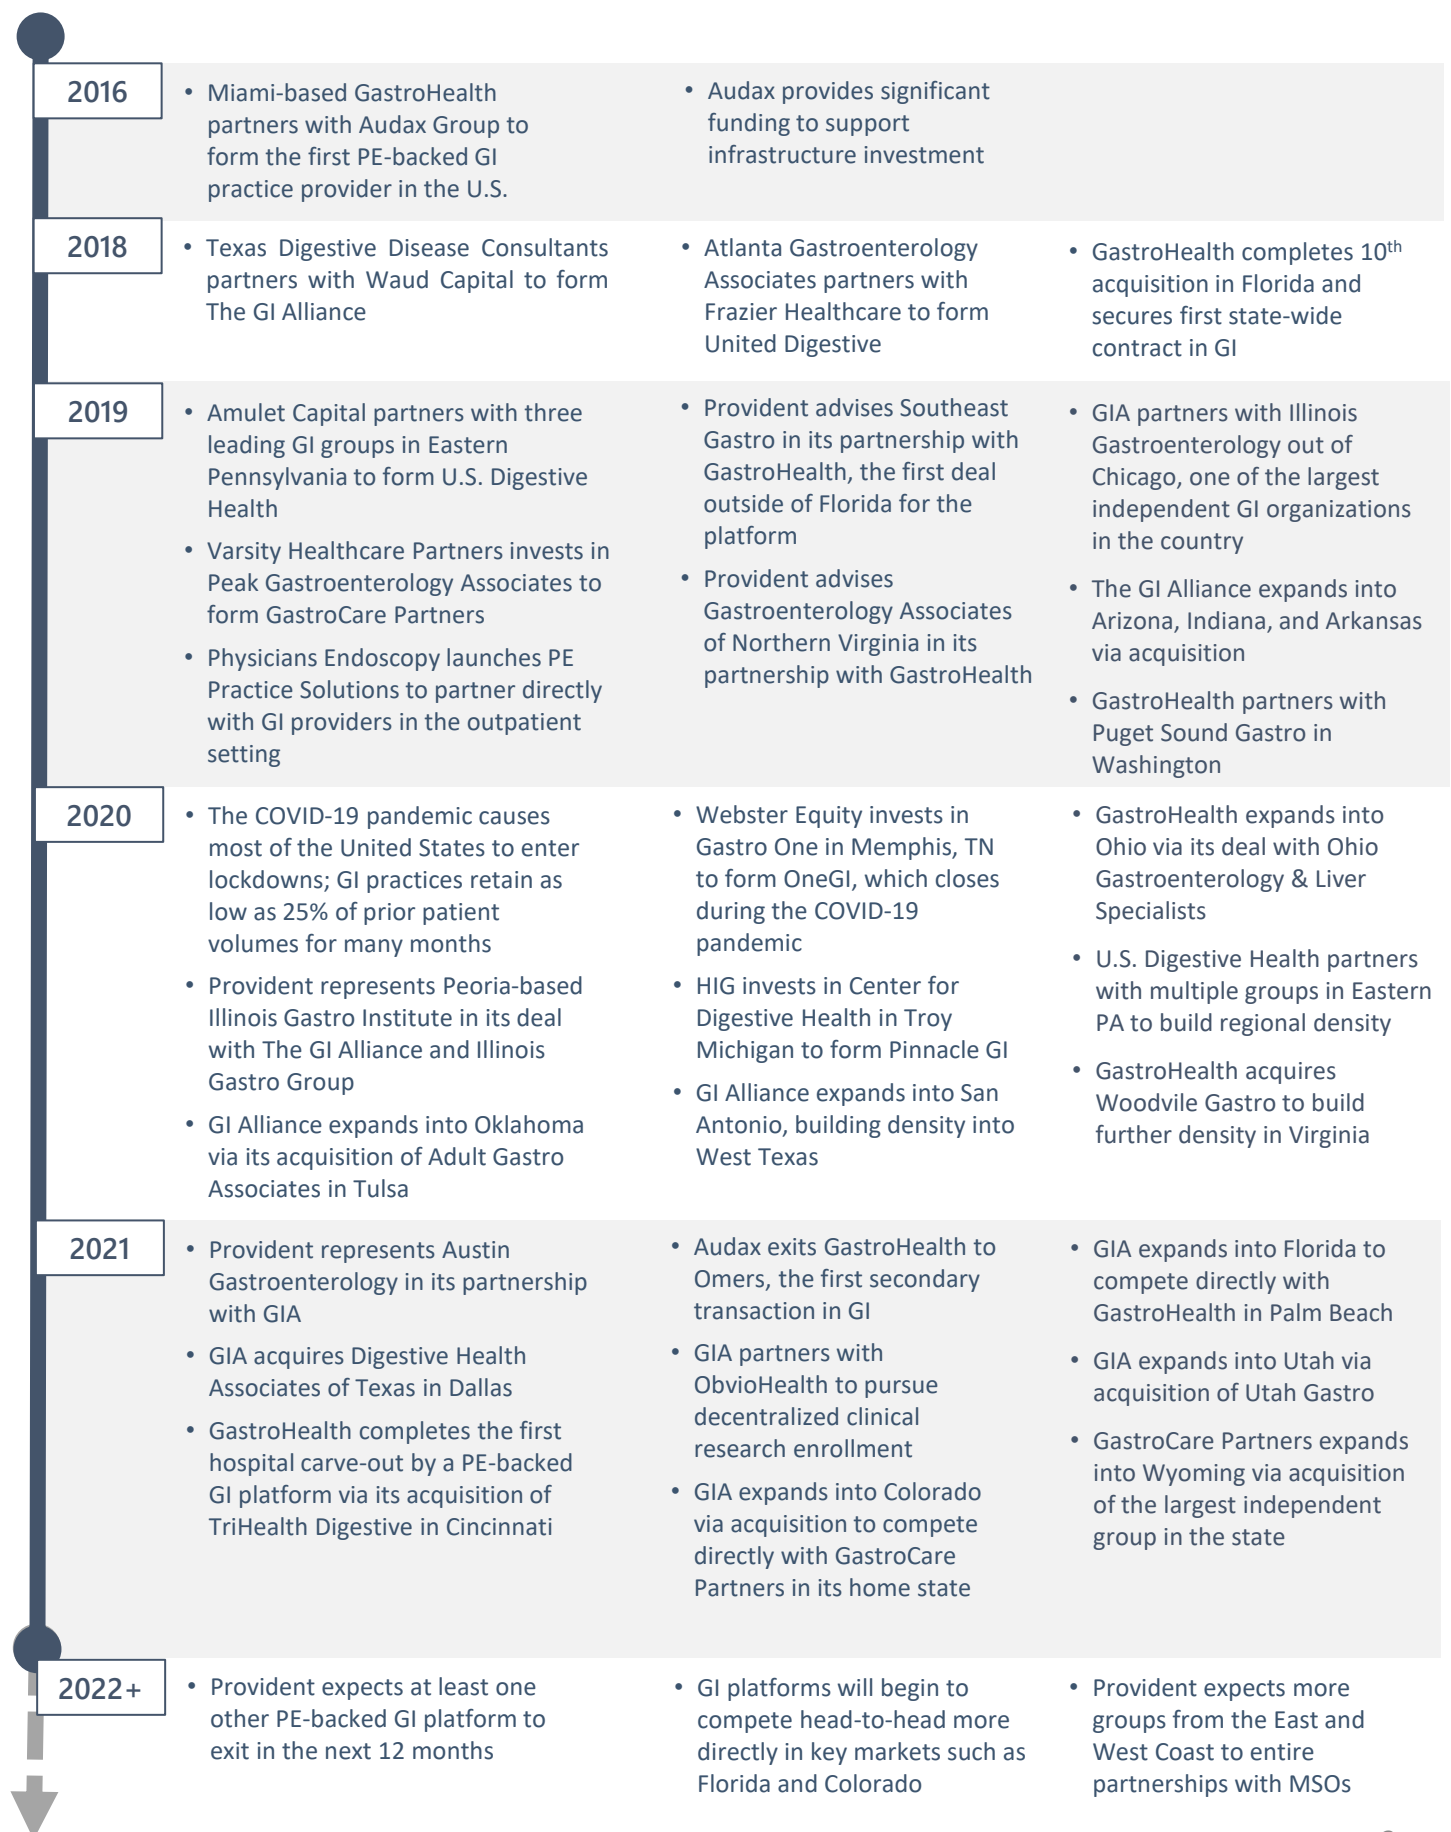 2016
• Miami-based GastroHealth
partners with Audax Group to
form the first PE-backed GI
practice provider in the U.S.
• Audax provides significant
funding to support
infrastructure investment
2018
• Texas Digestive Disease Consultants
partners with Waud Capital to form
The GI Alliance
• Atlanta Gastroenterology
Associates partners with
Frazier Healthcare to form
United Digestive
• GastroHealth completes 10th
acquisition in Florida and
secures first state-wide
contract in GI
2019
• Amulet Capital partners with three
leading GI groups in Eastern
Pennsylvania to form U.S. Digestive
Health
• Varsity Healthcare Partners invests in
Peak Gastroenterology Associates to
form GastroCare Partners
• Physicians Endoscopy launches PE
Practice Solutions to partner directly
with GI providers in the outpatient
setting
• Provident advises Southeast
Gastro in its partnership with
GastroHealth, the first deal
outside of Florida for the
platform
• Provident advises
Gastroenterology Associates
of Northern Virginia in its
partnership with GastroHealth
• GIA partners with Illinois
Gastroenterology out of
Chicago, one of the largest
independent GI organizations
in the country
• The GI Alliance expands into
Arizona, Indiana, and Arkansas
via acquisition
• GastroHealth partners with
Puget Sound Gastro in
Washington
2020
• The COVID-19 pandemic causes
most of the United States to enter
lockdowns; GI practices retain as
low as 25% of prior patient
volumes for many months
• Provident represents Peoria-based
Illinois Gastro Institute in its deal
with The GI Alliance and Illinois
Gastro Group
• GI Alliance expands into Oklahoma
via its acquisition of Adult Gastro
Associates in Tulsa
• Webster Equity invests in
Gastro One in Memphis, TN
to form OneGI, which closes
during the COVID-19
pandemic
• HIG invests in Center for
Digestive Health in Troy
Michigan to form Pinnacle GI
• GI Alliance expands into San
Antonio, building density into
West Texas
• GastroHealth expands into
Ohio via its deal with Ohio
Gastroenterology & Liver
Specialists
• U.S. Digestive Health partners
with multiple groups in Eastern
PA to build regional density
• GastroHealth acquires
Woodvile Gastro to build
further density in Virginia
2021
• Provident represents Austin
Gastroenterology in its partnership
with GIA
• GIA acquires Digestive Health
Associates of Texas in Dallas
• GastroHealth completes the first
hospital carve-out by a PE-backed
GI platform via its acquisition of
TriHealth Digestive in Cincinnati
• Audax exits GastroHealth to
Omers, the first secondary
transaction in GI
• GIA partners with
ObvioHealth to pursue
decentralized clinical
research enrollment
• GIA expands into Colorado
via acquisition to compete
directly with GastroCare
Partners in its home state
• GIA expands into Florida to
compete directly with
GastroHealth in Palm Beach
• GIA expands into Utah via
acquisition of Utah Gastro
• GastroCare Partners expands
into Wyoming via acquisition
of the largest independent
group in the state
2022+
• Provident expects at least one
other PE-backed GI platform to
exit in the next 12 months
• GI platforms will begin to
compete head-to-head more
directly in key markets such as
Florida and Colorado
• Provident expects more
groups from the East and
West Coast to entire
partnerships with MSOs